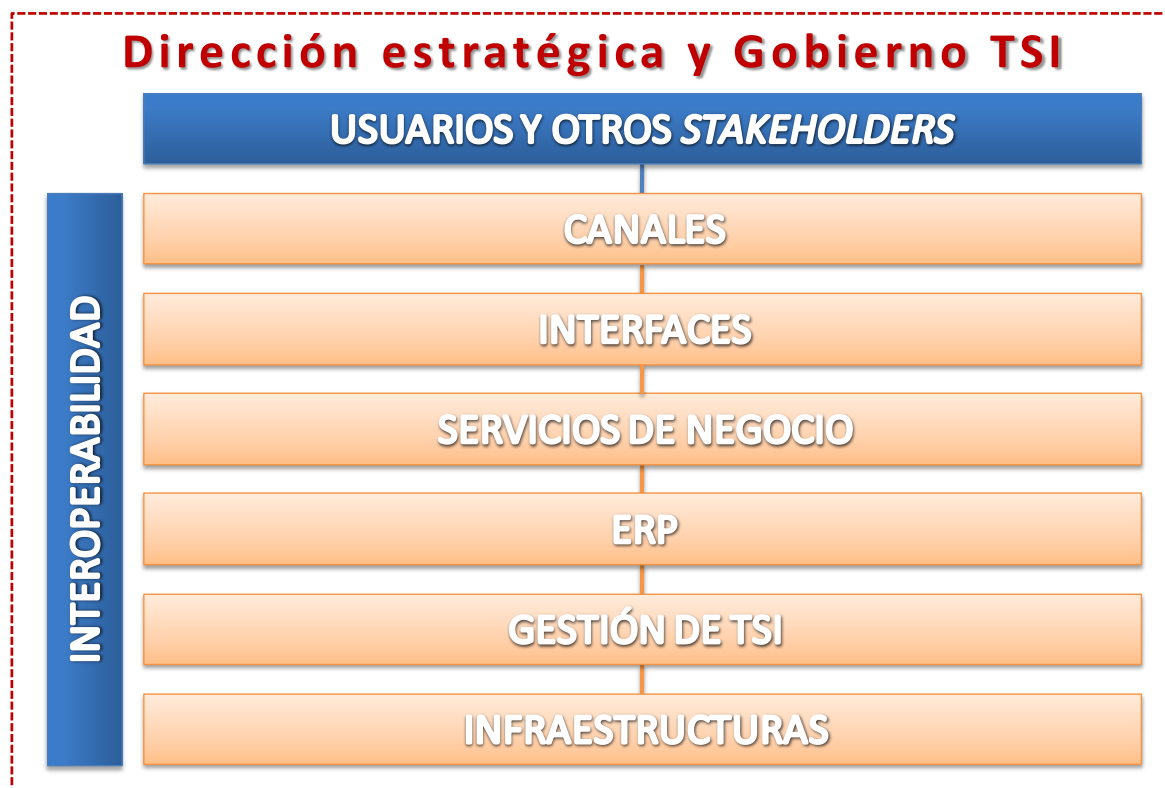 Dirección estratégica y Gobierno TSI
USUARIOS Y OTROS STAKEHOLDERS
INTEROPERABILIDAD
CANALES
INTERFACES
SERVICIOS DE NEGOCIO
ERP
GESTIÓN DE TSI
INFRAESTRUCTURAS